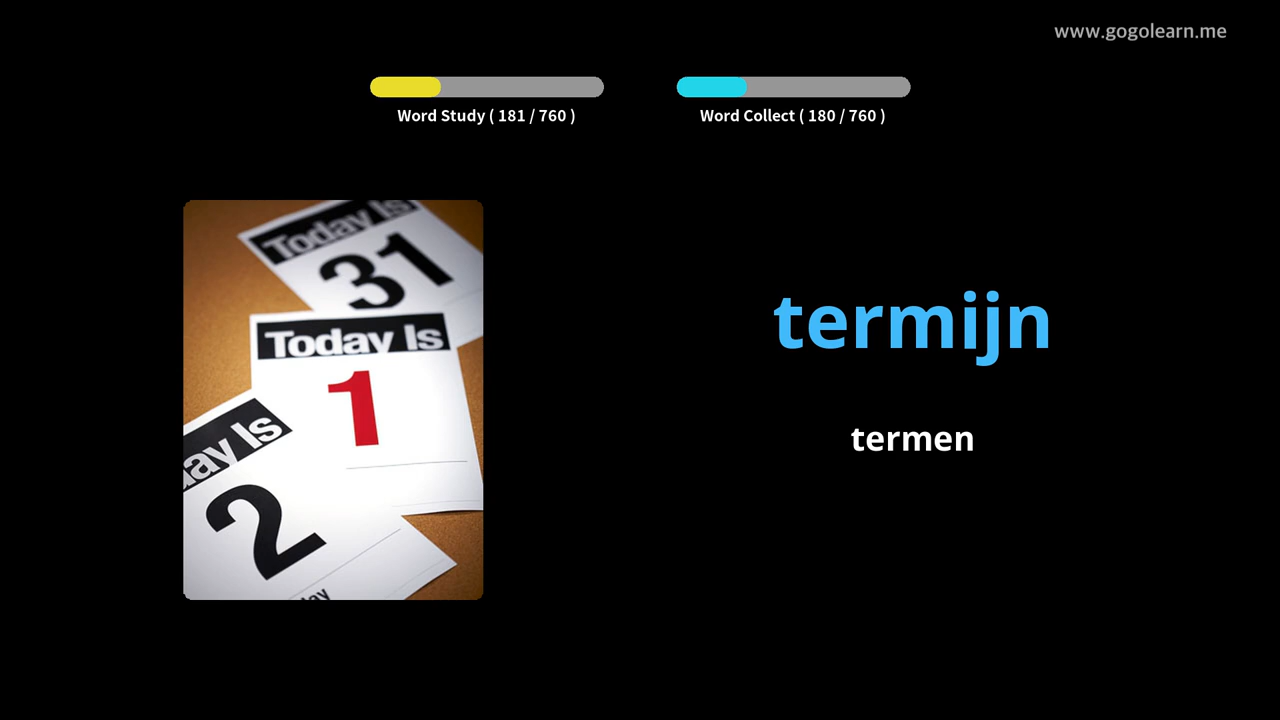 www.gogolearn.me
Word Study ( 181 / 760 )
Word Collect ( 180 / 760 )
Today Is
31
Today Is
1
ay Is
2
termijn
termen